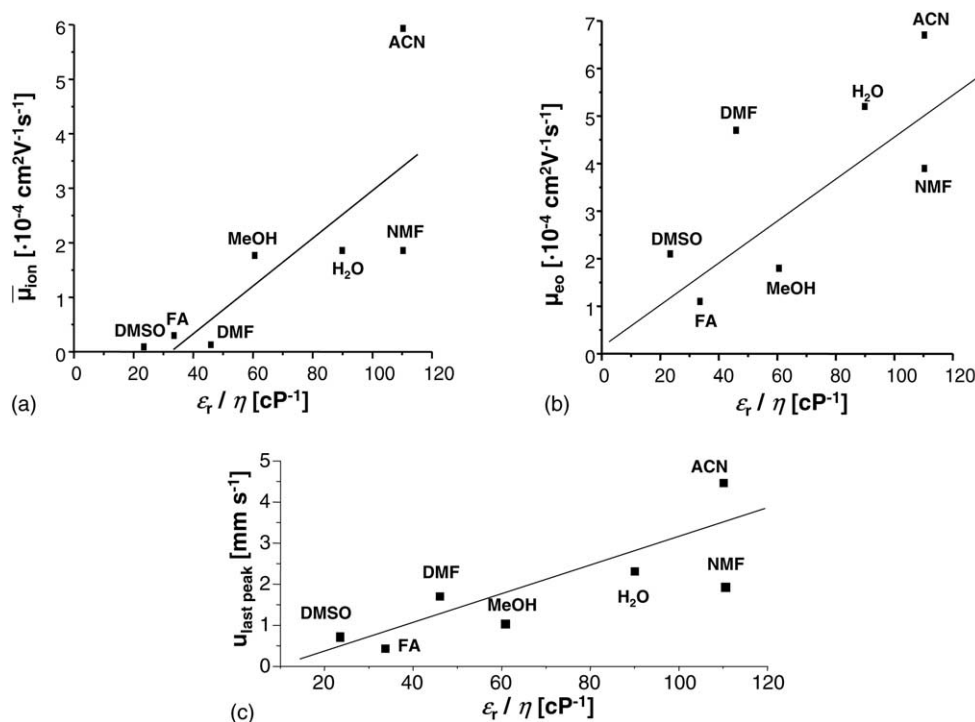 6
5
4
3
2
1
0
0 20 40 60 80 100 120
μ̅ion [·10-4 cm2V-1s-1]
εr / η [cP-1]
ACN
MeOH
NMF
H2O
FA
DMSO
DMF
(a)
7
6
5
4
3
2
1
0
0 20 40 60 80 100 120
μeo [·10-4 cm2V-1s-1]
εr / η [cP-1]
ACN
H2O
DMF
NMF
DMSO
MeOH
FA
(b)
5
4
3
2
1
0
20 40 60 80 100 120
ulast peak [mm s-1]
εr / η [cP-1]
ACN
DMF
NMF
MeOH
H2O
DMSO
FA
(c)